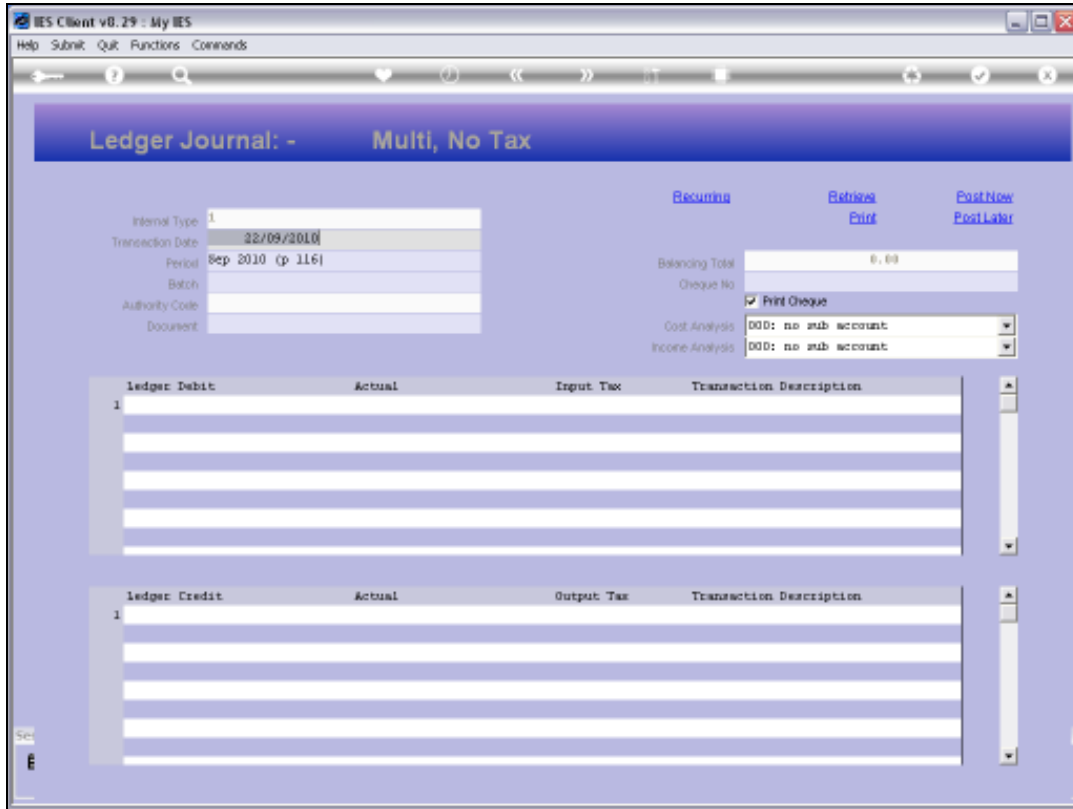 IES Client v8.29 : My IES
Help Submit Quit Functions Commands
Ledger Journal: - Multi, No Tax
Recurring Retrieve Post Now
Print Post Later
Internal Type 1
Transaction Date 22/09/2010
Period Sep 2010 (p 116)
Balancing Total 0.00
Batch
Cheque No
Print Cheque
Authority Code
Document
Cost Analysis 000: no sub account
Income Analysis 000: no sub account
Ledger Debit Actual Input Tax Transaction Description
1
Ledger Credit Actual Output Tax Transaction Description
1